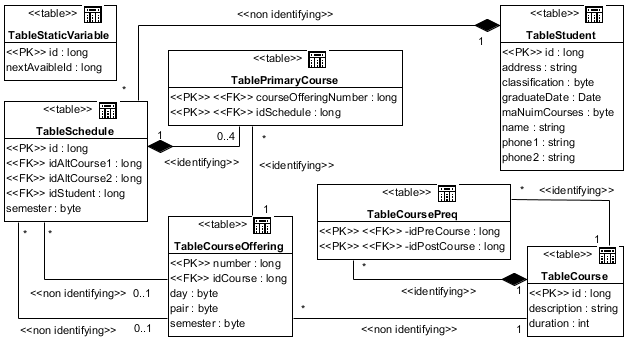 <<table>>
TableStaticVariable
<<PK>> id : long
nextAvaibleId : long
<<non identifying>>
1
*
<<table>>
TableStudent
<<PK>> id : long
address : string
classification : byte
graduateDate : Date
maNuimCourses : byte
name : string
phone1 : string
phone2 : string
<<table>>
TablePrimaryCourse
<<PK>> <<FK>> courseOfferingNumber : long
<<PK>> <<FK>> idSchedule : long
<<table>>
TableSchedule
<<PK>> id : long
<<FK>> idAltCourse1 : long
<<FK>> idAltCourse2 : long
<<FK>> idStudent : long
semester : byte
1
0..4
<<identifying>>
*
<<identifying>>
1
<<table>>
TableCoursePreq
<<PK>> <<FK>> -idPreCourse : long
<<PK>> <<FK>> -idPostCourse : long
*
<<identifying>>
1
*
<<identifying>>
1
<<table>>
TableCourseOffering
<<PK>> number : long
<<FK>> idCourse : long
day : byte
pair : byte
semester : byte
<<table>>
TableCourse
<<PK>> id : long
description : string
duration : int
*
*
<<non identifying>>
0..1
<<non identifying>>
0..1
*
<<non identifying>>
1